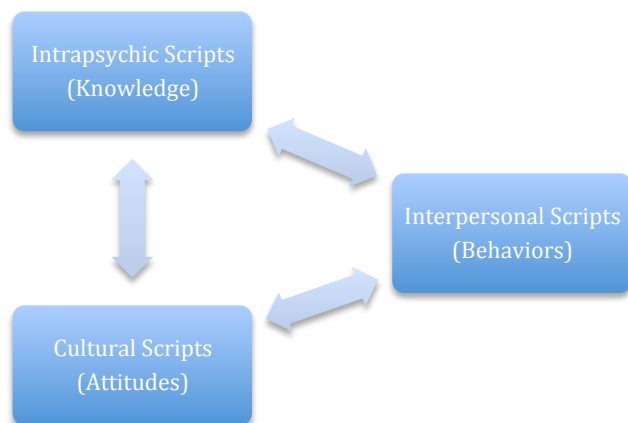 Intrapsychic Scripts
(Knowledge)
Interpersonal Scripts
(Behaviors)
Cultural Scripts
(Attitudes)